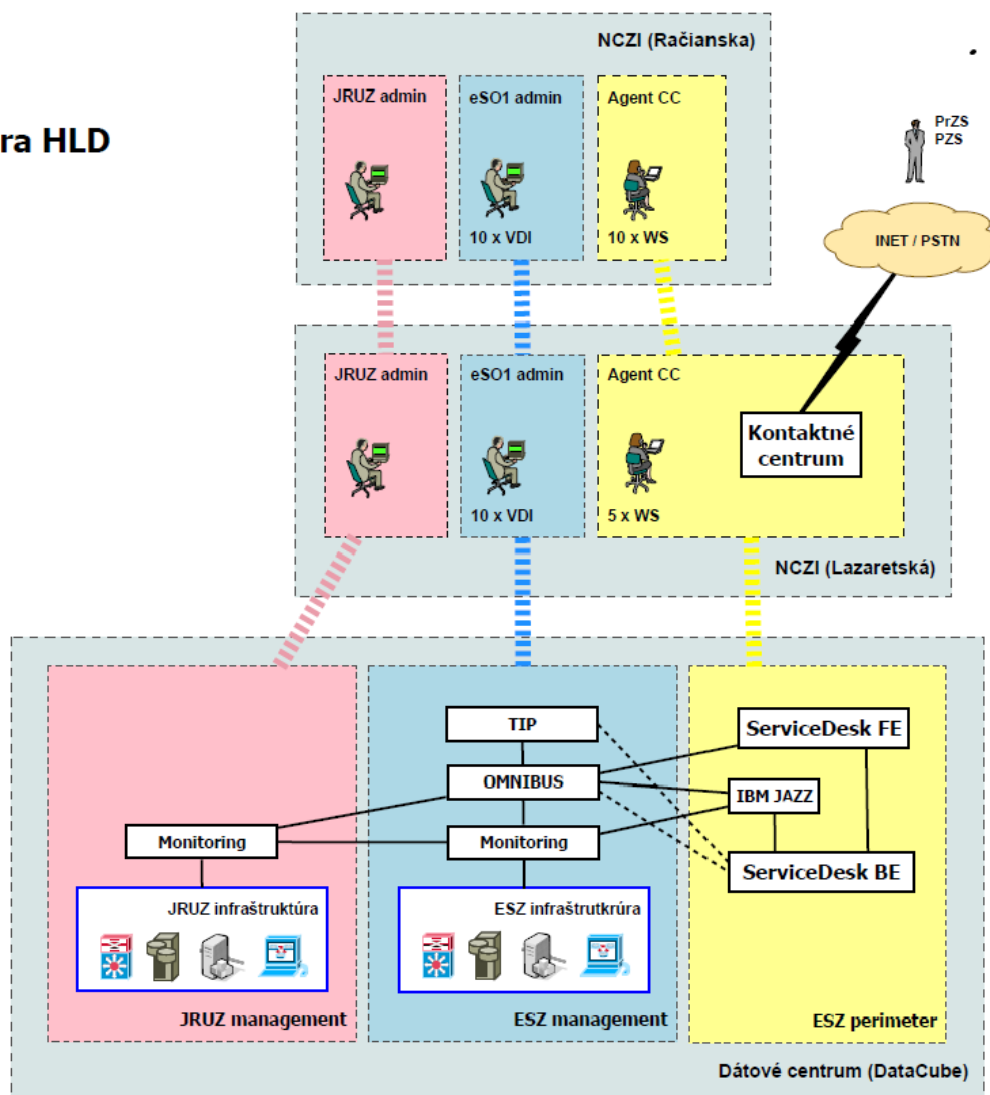 ra HLD
NCZI (Račianska)
JRUZ admin
eSO1 admin
Agent CC
10 x VDI
10 x WS
PrZS
PZS
INET / PSTN
JRUZ admin
eSO1 admin
Agent CC
Kontaktné
centrum
10 x VDI
5 x WS
NCZI (Lazaretská)
TIP
ServiceDesk FE
OMNIBUS
IBM JAZZ
Monitoring
Monitoring
ServiceDesk BE
JRUZ infraštruktúra
ESZ infraštrutkrúra
JRUZ management
ESZ management
ESZ perimeter
Dátové centrum (DataCube)